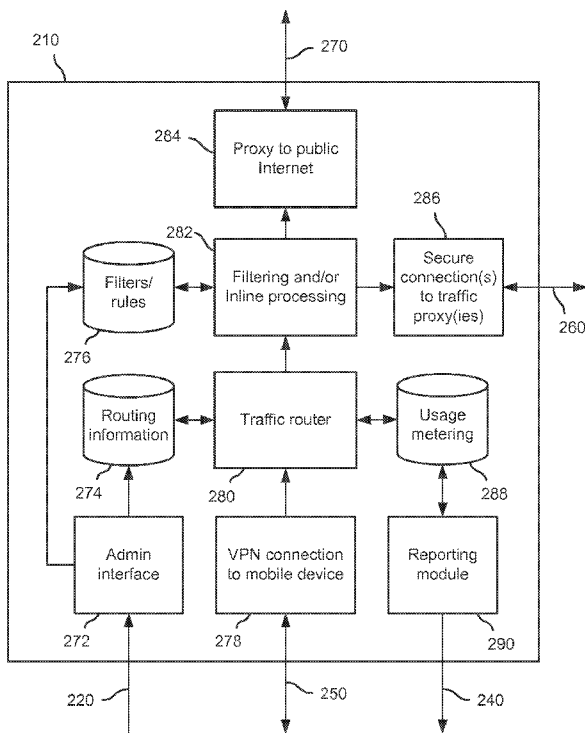 210
270
284
Proxy to public
Internet
286
282
Filters/
rules
Filtering and/or
Inline processing
Secure
connection(s)
to traffic
proxy(ies)
276
260
Routing
information
Traffic router
Usage
metering
274
280
288
Admin
interface
VPN connection
to mobile device
Reporting
module
272
278
290
220
250
240